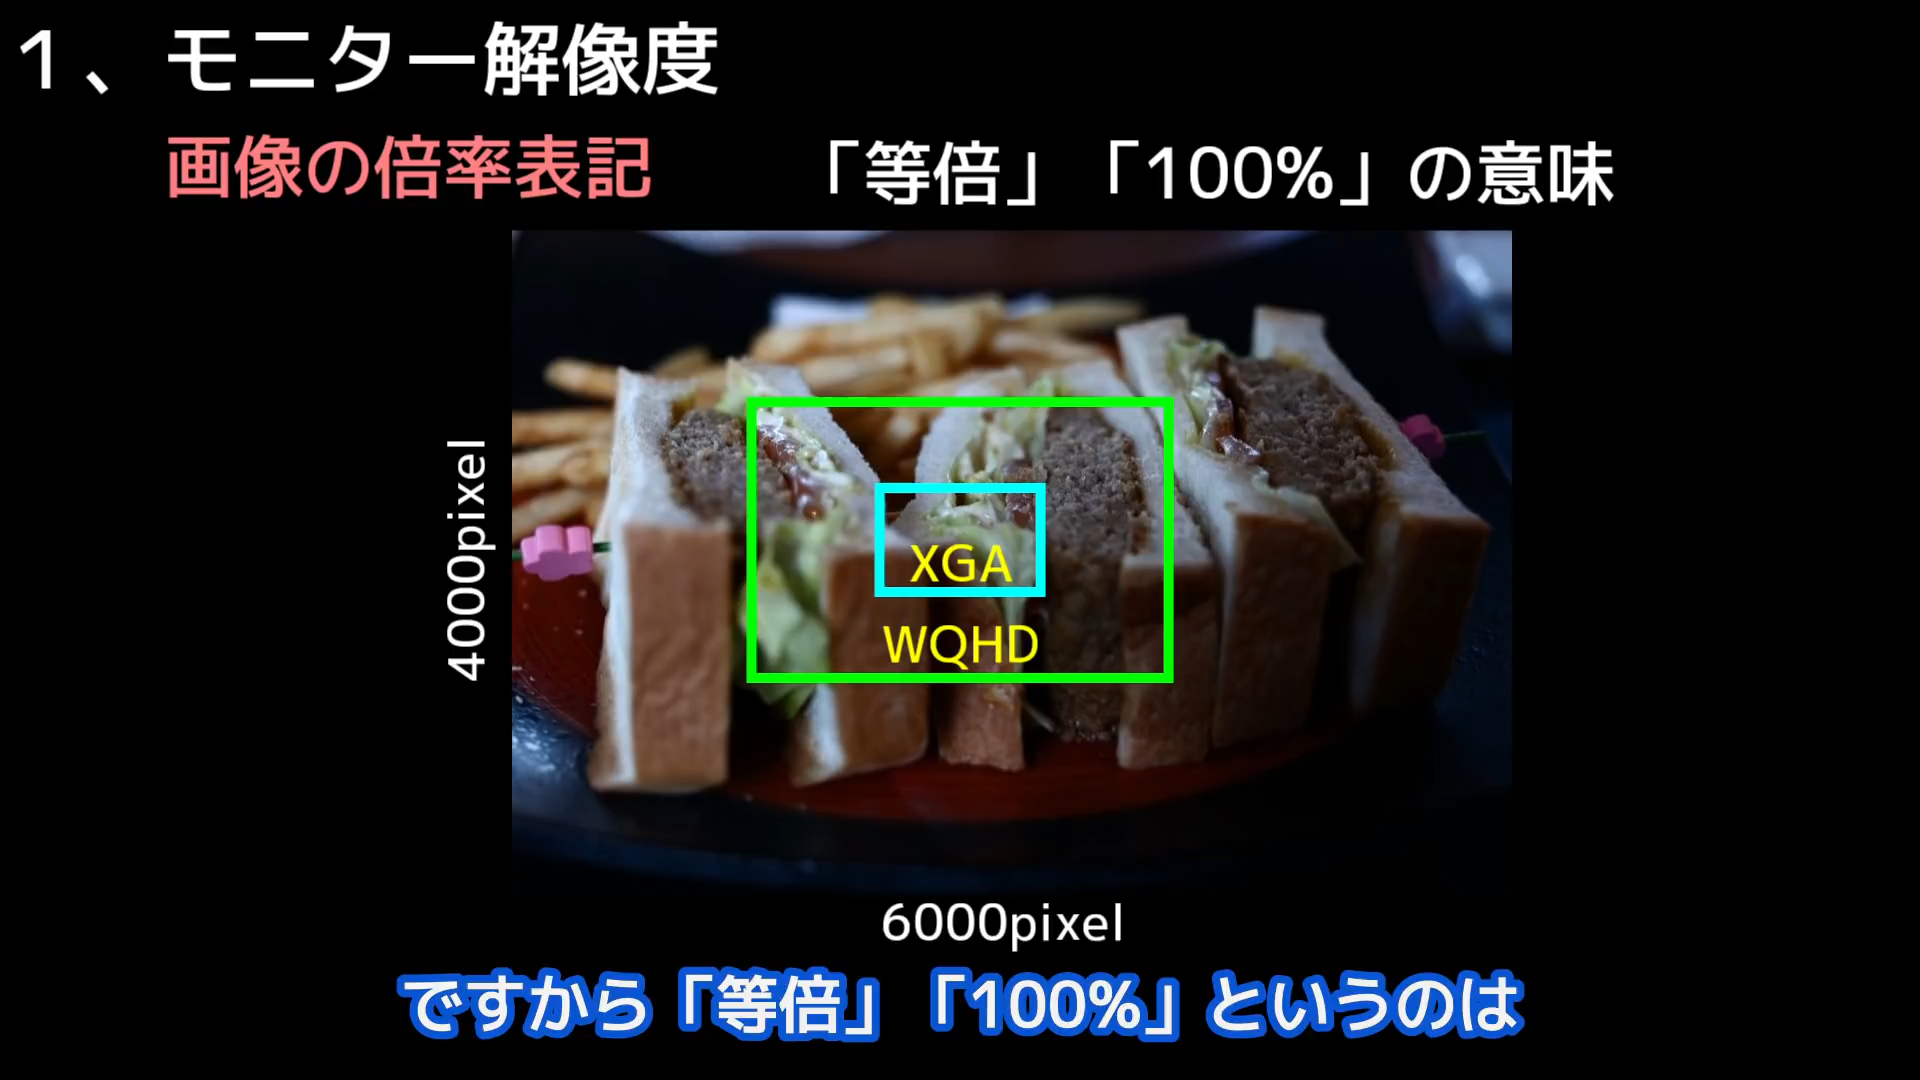 １、モニター解像度
画像の倍率表記
「等倍」「100%」の意味
4000pixel
XGA
WQHD
6000pixel
ですから「等倍」「100%」というのは